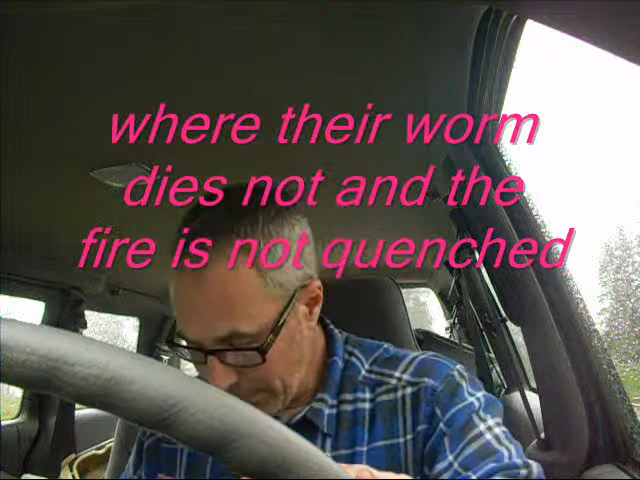 where their worm
dies not and the
fire is not quenched